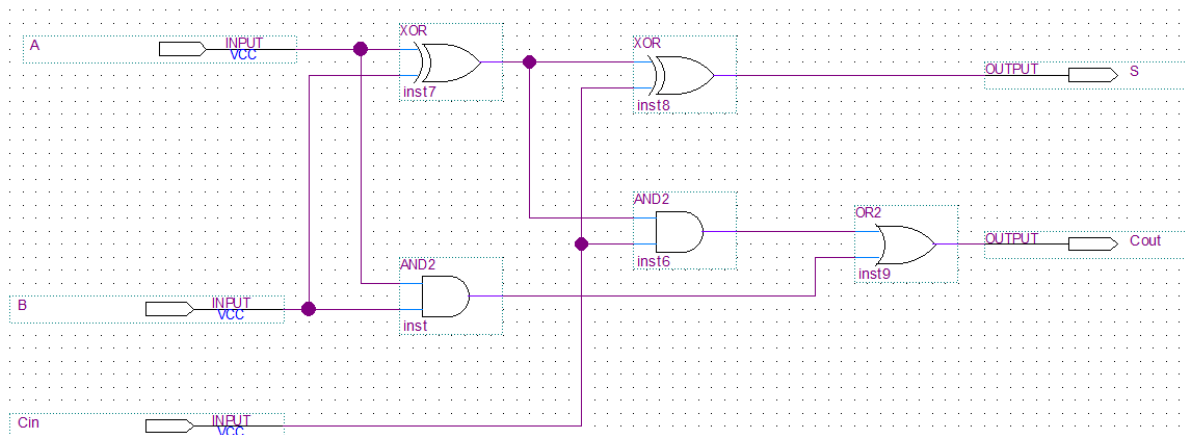 XOR
XOR
A
INPUT
VCC
OUTPUT
S
inst7
inst8
AND2
OR2
OUTPUT
Cout
inst6
inst9
AND2
B
INPUT
VCC
inst
Cin
INPUT
VCC